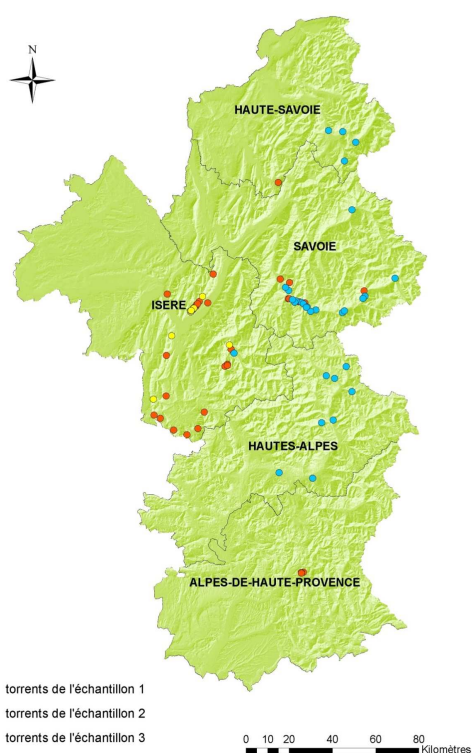 N
HAUTE-SAVOIE
SAVOIE
ISERE
HAUTES-ALPES
ALPES-DE-HAUTE-PROVENCE
torrents de l'échantillon 1
torrents de l'échantillon 2
torrents de l'échantillon 3
0 10 20 40 60 80
Kilomètres